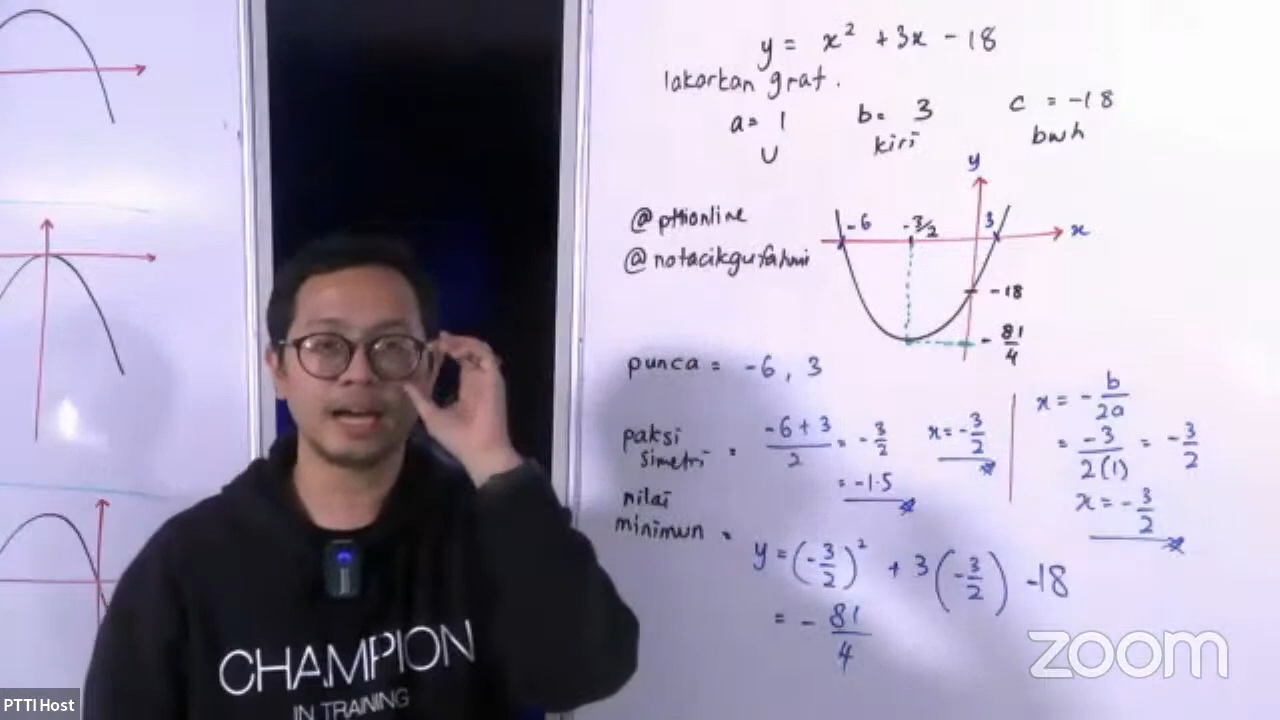 y = x² + 3x - 18
lakarkan graf.
a = 1 b = 3 c = -18
U kiri bwh
y
@pttionline
@notacikgufahmi
-6 -3/2 3 x
-18
-81/4
punca = -6, 3
paksi simetri = (-6 + 3)/2 = -3/2 x = -3/2
= -1.5
x = -b/2a
= -3/2(1) = -3/2
x = -3/2
nilai
minimum = y = (-3/2)² + 3(-3/2) - 18
= -81/4
CHAMPION
IN TRAINING
zoom
PTTI Host